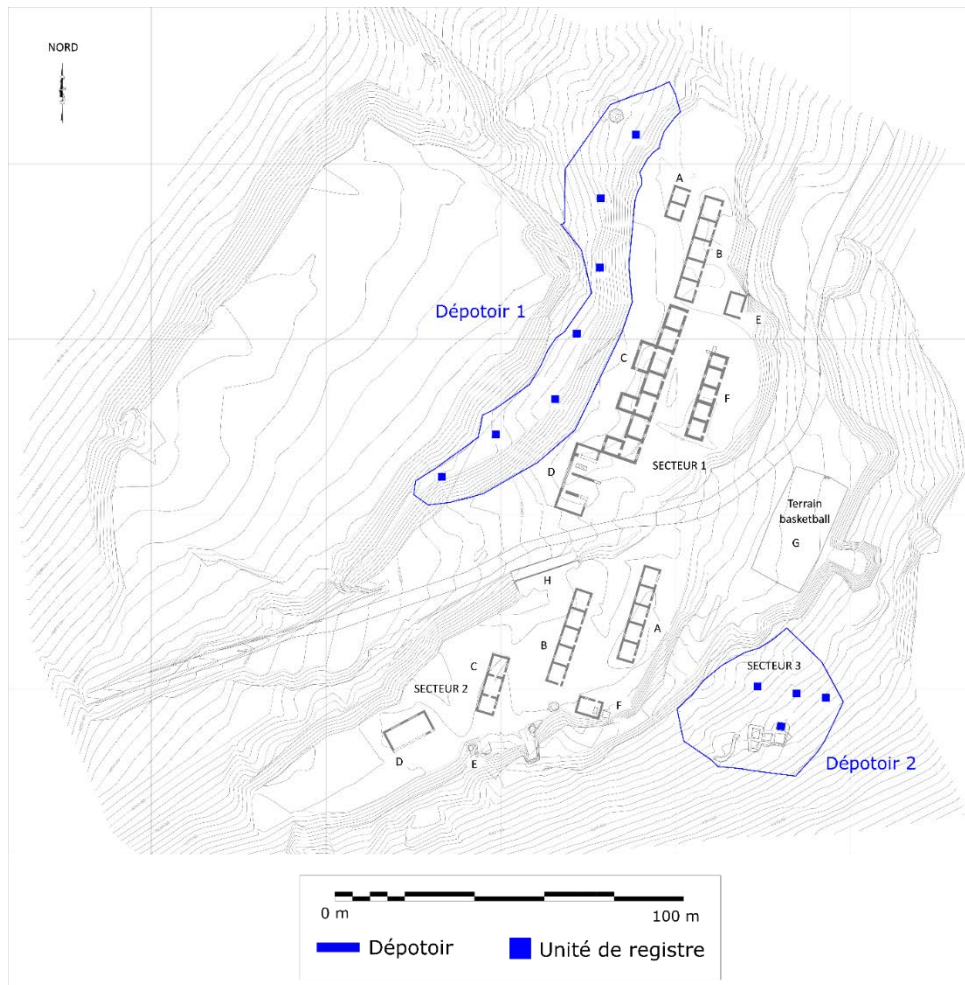 NORD
A
B
Dépotoir 1
E
C
F
SECTEUR 1
D
Terrain
basketball
G
H
A
B
C
SECTEUR 3
SECTEUR 2
F
D
E
Dépotoir 2
0 m
100 m
Dépotoir
Unité de registre